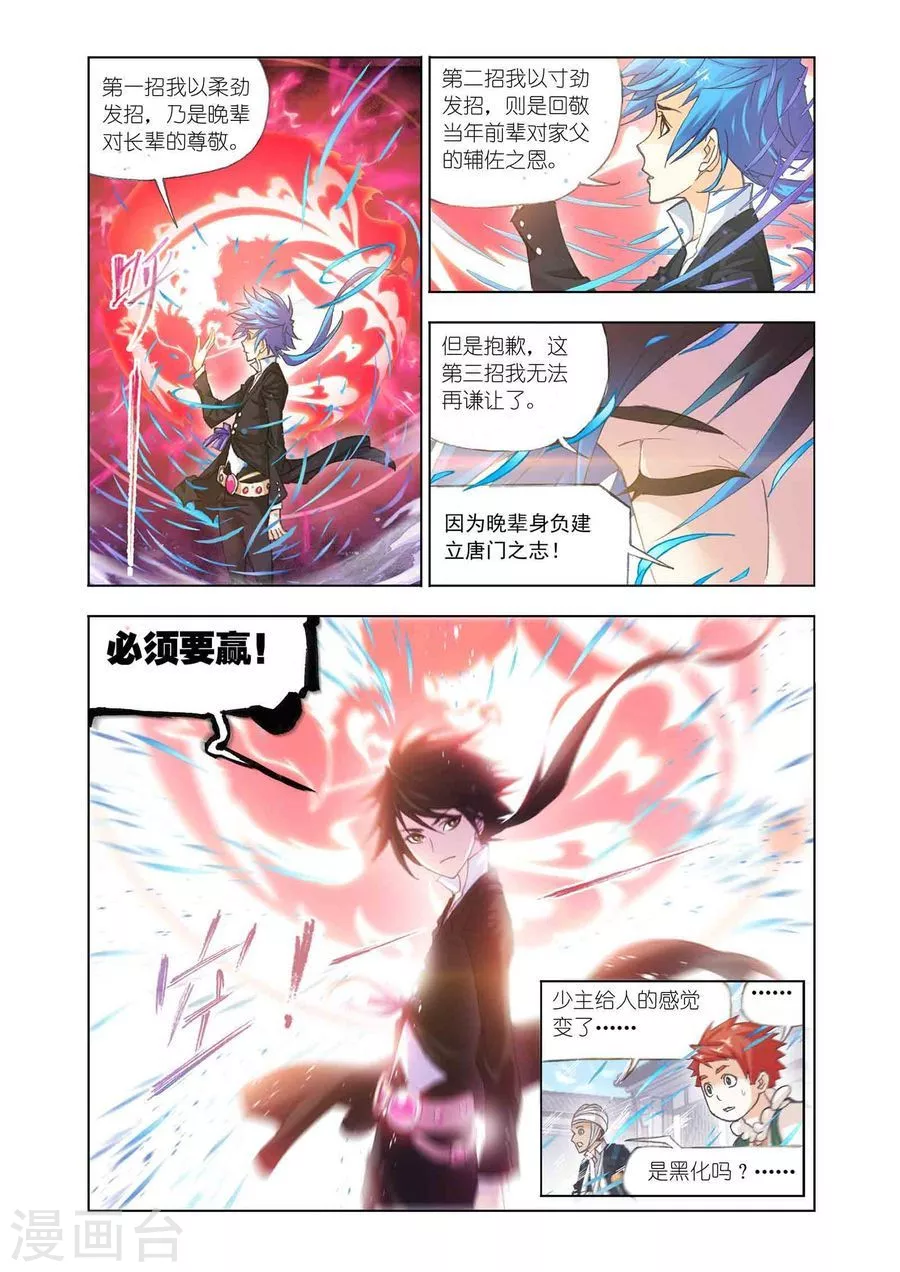 第一招我以柔劲
发招，乃是晚辈
对长辈的尊敬。
呼
第二招我以寸劲
发招，则是回敬
当年前辈对家父
的辅佐之恩。
但是抱歉，这
第三招我无法
再谦让了。
因为晚辈身负建
立唐门之志！
必须要赢！
少主给人的感觉
变了……
……
是黑化吗？……
漫画台